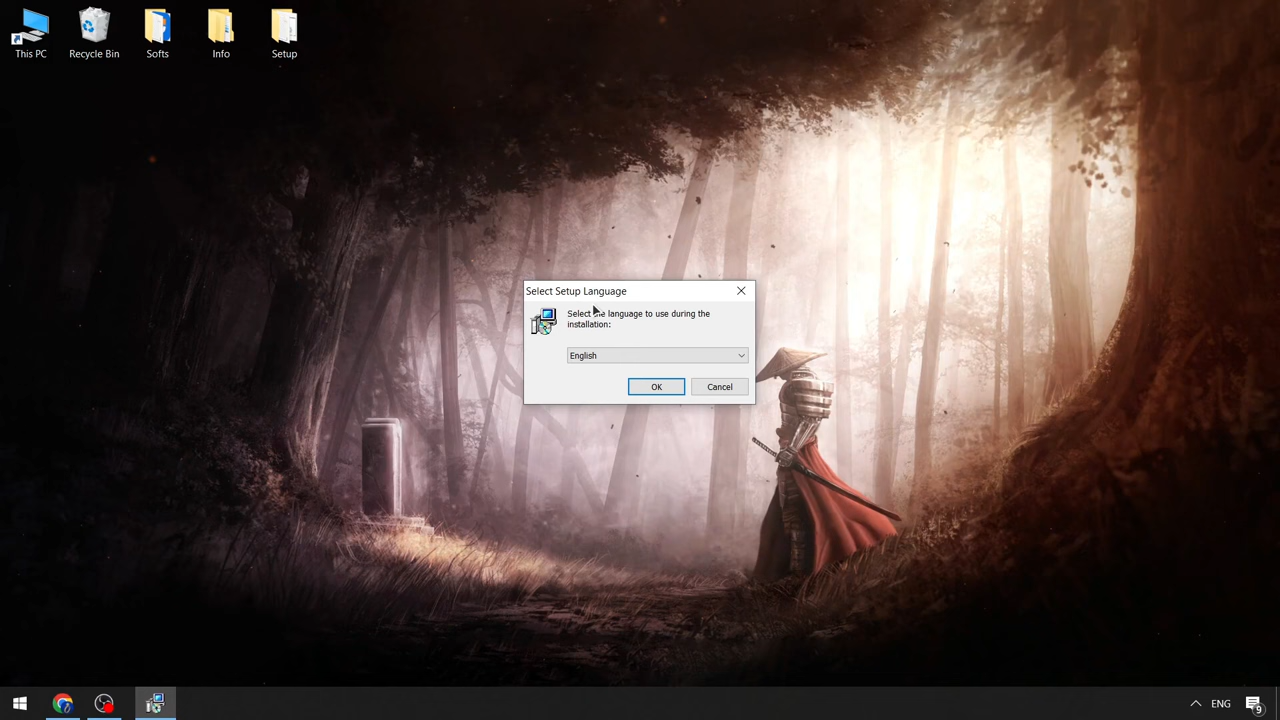 This PC
Recycle Bin
Softs
Info
Setup
Select Setup Language
Select the language to use during the
installation:
English
OK
Cancel
ENG
9